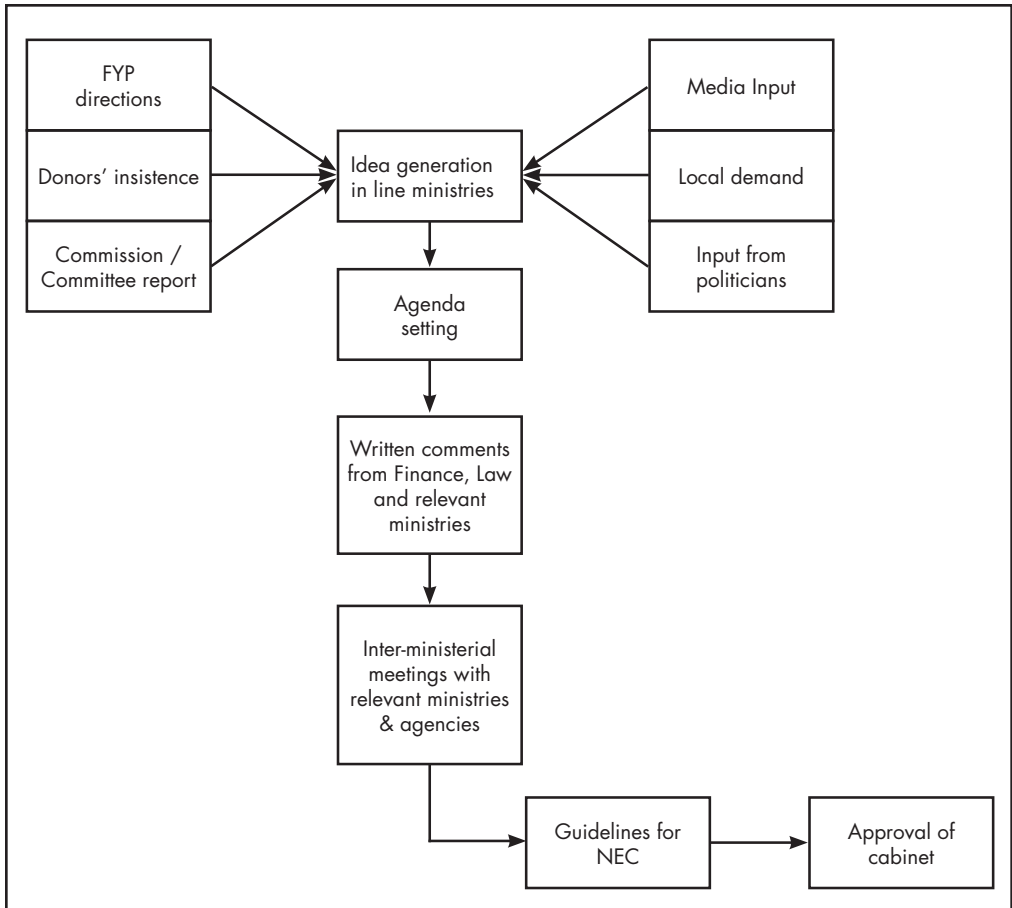 FYP
directions
Donors’ insistence
Commission /
Committee report
Media Input
Local demand
Input from
politicians
Idea generation
in line ministries
Agenda
setting
Written comments
from Finance, Law
and relevant
ministries
Inter-ministerial
meetings with
relevant ministries
& agencies
Guidelines for
NEC
Approval of
cabinet